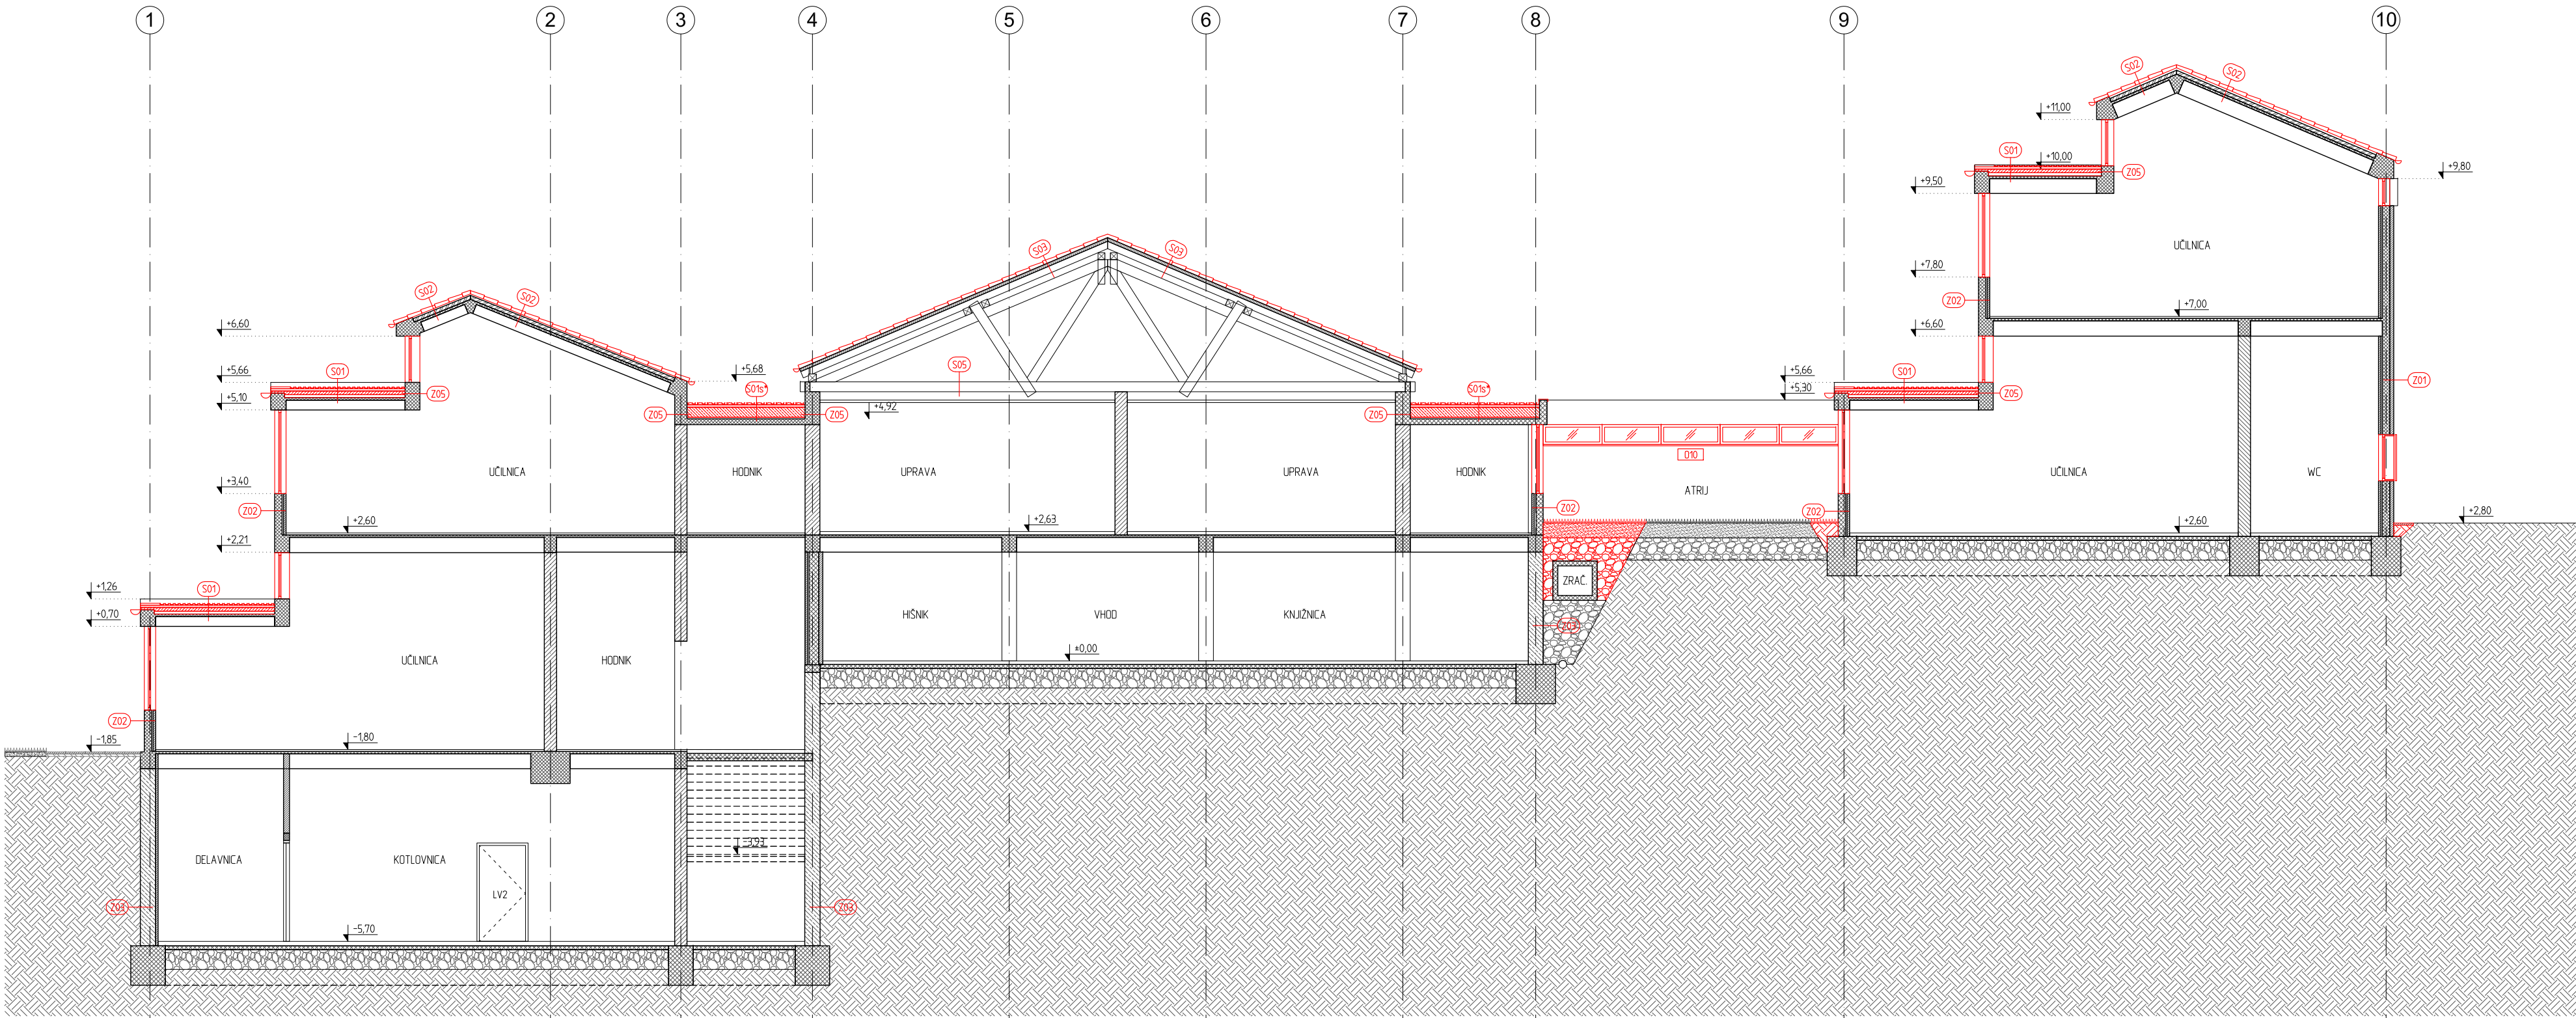 1 2 3 4 5 6 7 8 9 10
S02 S02
+11,00
S01 +10,00
Z05
+9,80
+9,50
UČILNICA
S03 S03
+7,80
S02 S02
Z02
+7,00
+6,60
+6,60
+5,66
S01
+5,68
S01s*
S05
S01s*
+5,66
S01
Z01
+5,10
Z05
Z05
Z05
+4,92
Z05
+5,30
Z05
D10
UČILNICA
HODNIK
UPRAVA
UPRAVA
HODNIK
ATRIJ
UČILNICA
WC
+3,40
Z02
Z02
Z02
+2,60
+2,63
+2,60
+2,80
+2,21
ZRAČ.
+1,26
S01
+0,70
HIŠNIK
VHOD
KNJIŽNICA
Z03
±0,00
UČILNICA
HODNIK
Z02
-1,85
-1,80
-3,93
DELAVNICA
KOTLOVNICA
LV2
Z03
Z03
-5,70